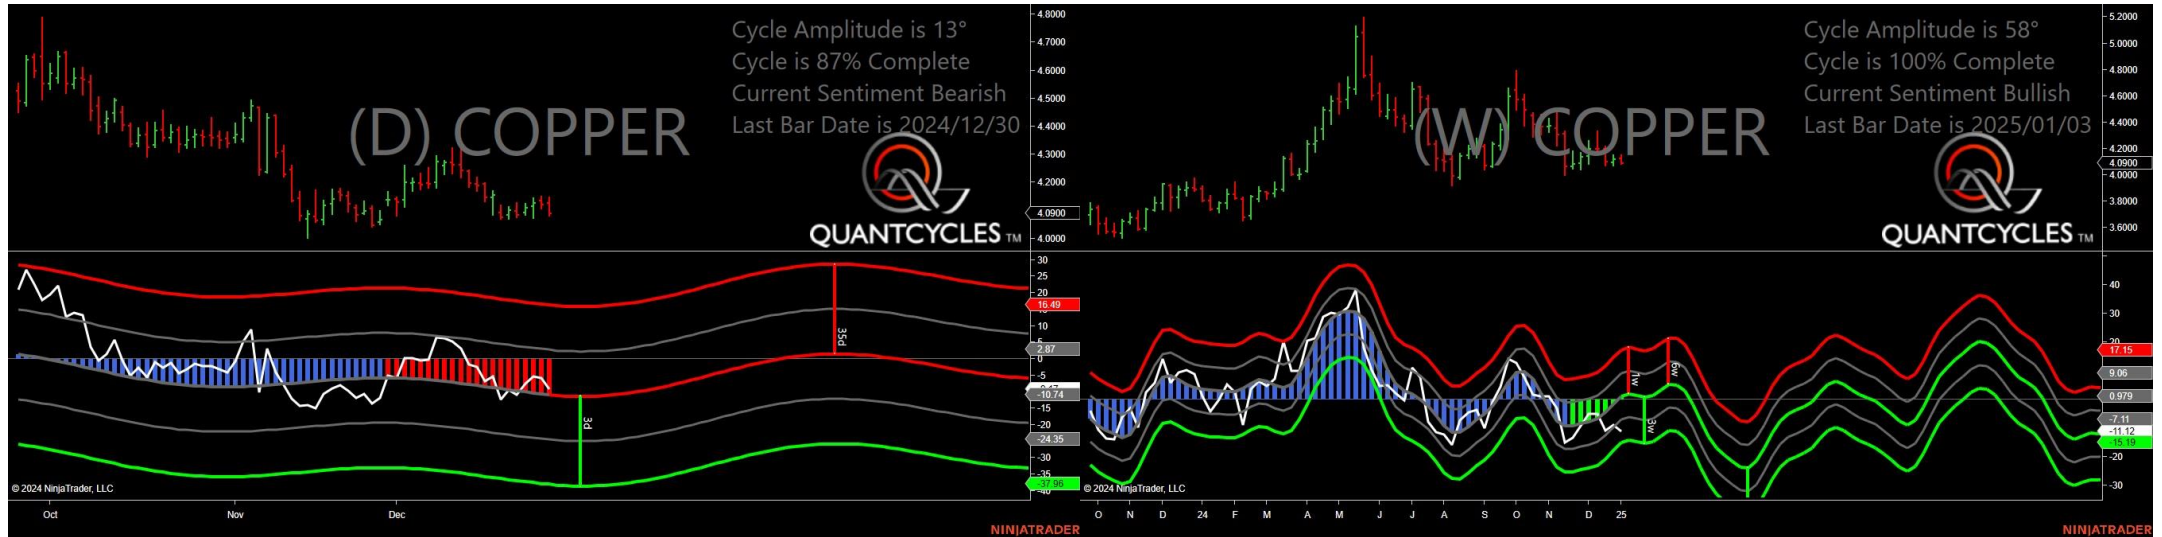 Cycle Amplitude is 13°
Cycle is 87% Complete
Current Sentiment Bearish
Last Bar Date is 2024/12/30
(D) COPPER
QUANTCYCLES TM
4.8000
4.7000
4.6000
4.5000
4.4000
4.3000
4.2000
4.0900
4.0000
30
25
20
16.49
10
5
2.87
0
-5
-10.74
-15
-20
-24.35
-30
-35
-37.96
-40
35d
3d
© 2024 NinjaTrader, LLC
Oct Nov Dec
NINJATRADER
Cycle Amplitude is 58°
Cycle is 100% Complete
Current Sentiment Bullish
Last Bar Date is 2025/01/03
(W) COPPER
QUANTCYCLES TM
5.2000
5.0000
4.8000
4.6000
4.4000
4.2000
4.0900
4.0000
3.8000
3.6000
40
30
20
17.15
9.06
0.979
-7.11
-11.12
-15.19
-20
-30
1w
6w
3w
© 2024 NinjaTrader, LLC
O N D 24 F M A M J J A S O N D 25
NINJATRADER